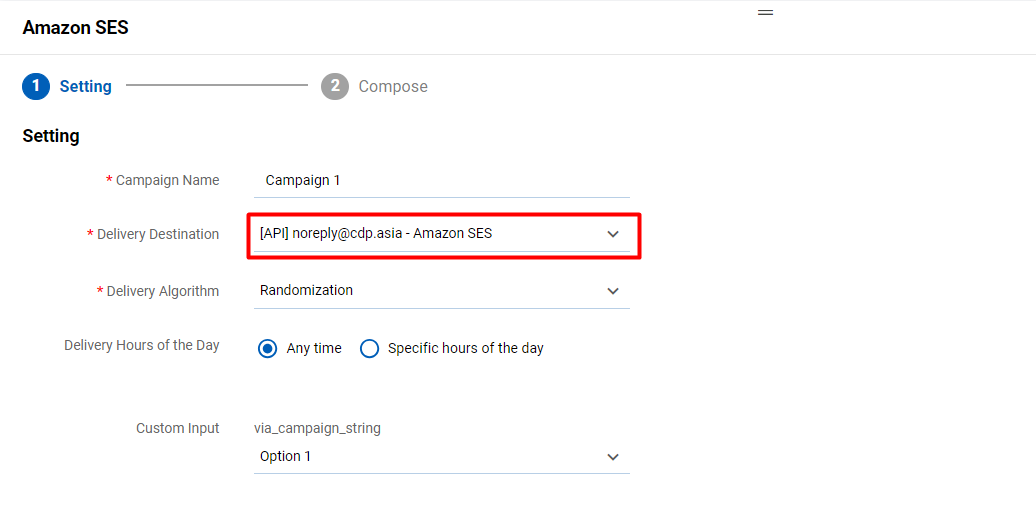 Amazon SES
1 Setting 2 Compose
Setting
* Campaign Name Campaign 1
* Delivery Destination [API] noreply@cdp.asia - Amazon SES
* Delivery Algorithm Randomization
Delivery Hours of the Day Any time Specific hours of the day
Custom Input via_campaign_string
Option 1